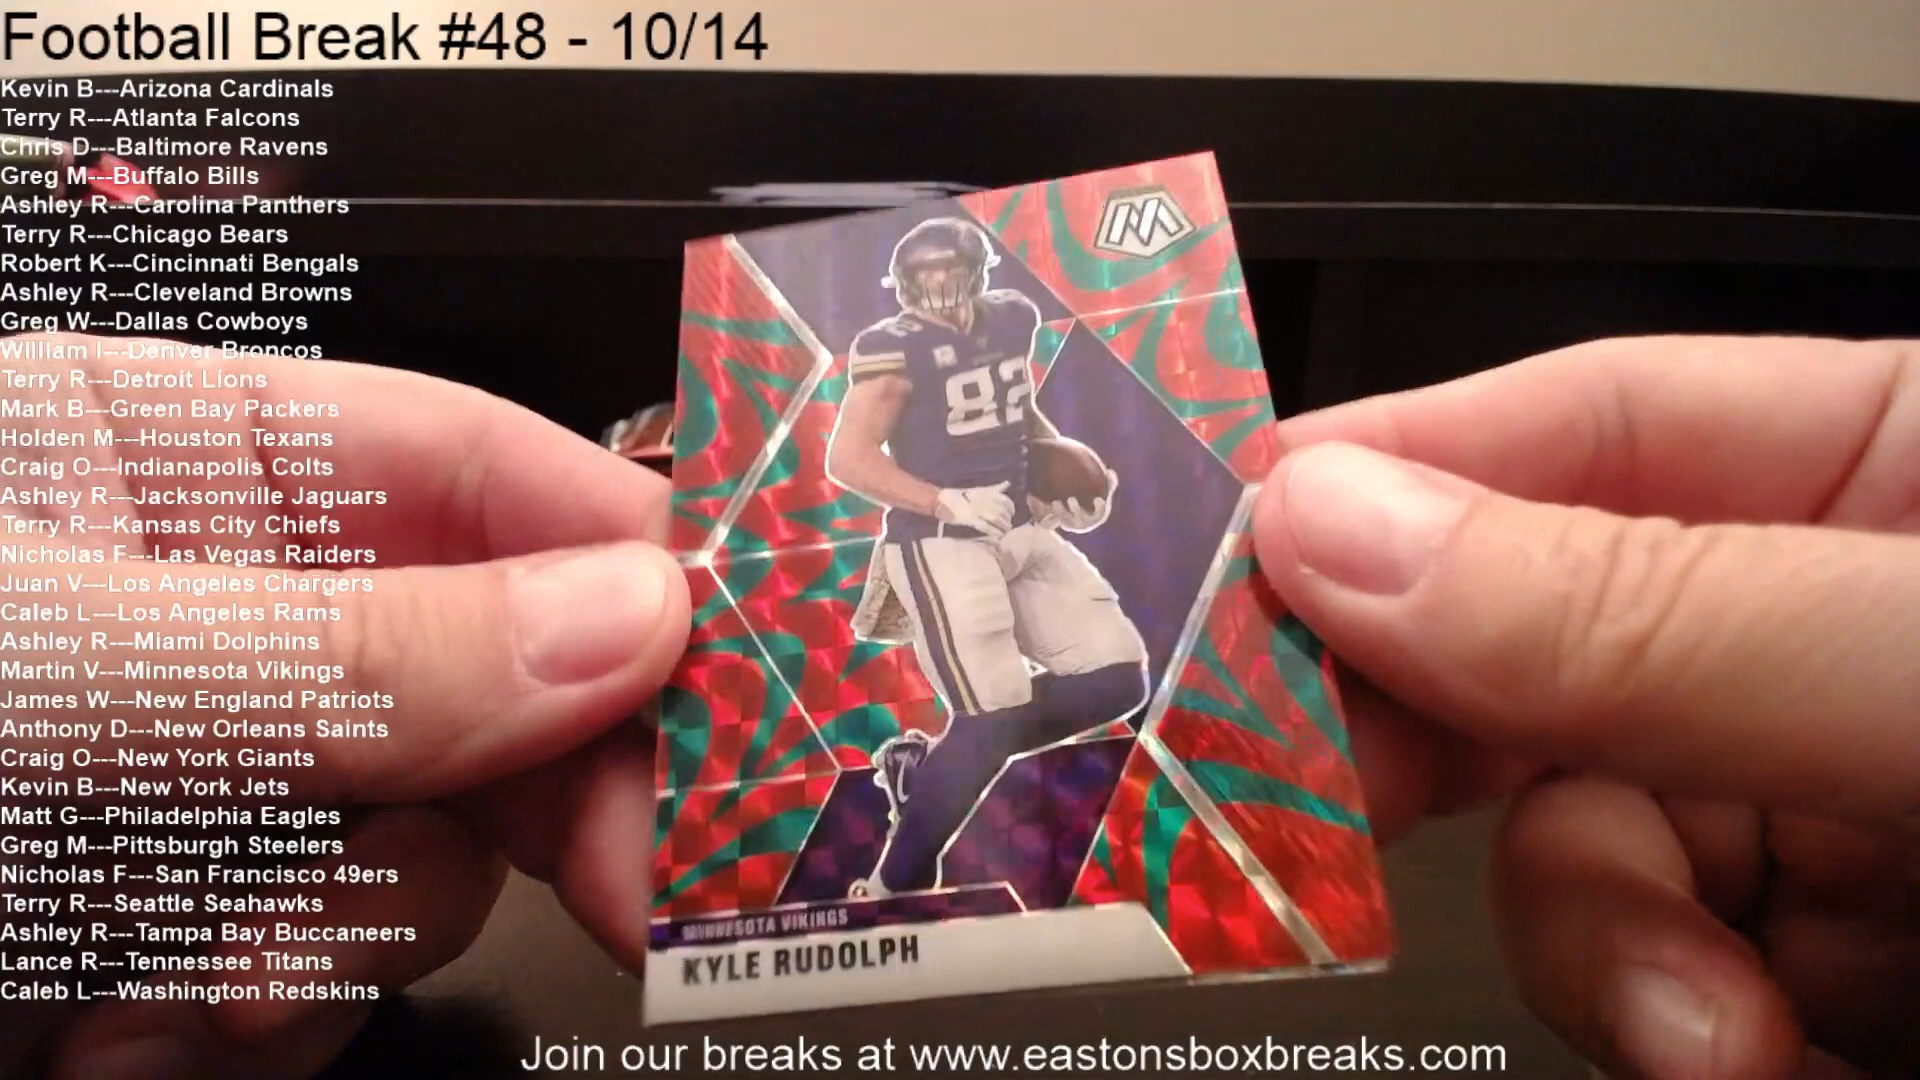 Football Break #48 - 10/14
Kevin B---Arizona Cardinals
Terry R---Atlanta Falcons
Chris D---Baltimore Ravens
Greg M---Buffalo Bills
Ashley R---Carolina Panthers
Terry R---Chicago Bears
Robert K---Cincinnati Bengals
Ashley R---Cleveland Browns
Greg W---Dallas Cowboys
William I---Denver Broncos
Terry R---Detroit Lions
Mark B---Green Bay Packers
Holden M---Houston Texans
Craig O---Indianapolis Colts
Ashley R---Jacksonville Jaguars
Terry R---Kansas City Chiefs
Nicholas F---Las Vegas Raiders
Juan V---Los Angeles Chargers
Caleb L---Los Angeles Rams
Ashley R---Miami Dolphins
Martin V---Minnesota Vikings
James W---New England Patriots
Anthony D---New Orleans Saints
Craig O---New York Giants
Kevin B---New York Jets
Matt G---Philadelphia Eagles
Greg M---Pittsburgh Steelers
Nicholas F---San Francisco 49ers
Terry R---Seattle Seahawks
Ashley R---Tampa Bay Buccaneers
Lance R---Tennessee Titans
Caleb L---Washington Redskins
M
82
82
MINNESOTA VIKINGS
KYLE RUDOLPH
Join our breaks at www.eastonsboxbreaks.com